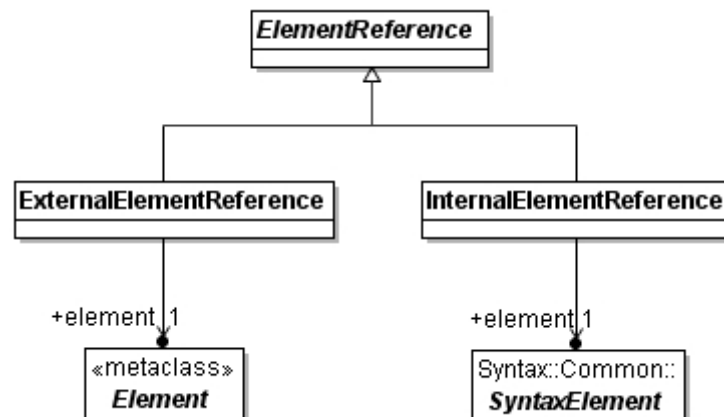 ElementReference
ExternalElementReference
InternalElementReference
+element 1
+element 1
«metaclass»
Element
Syntax::Common::
SyntaxElement